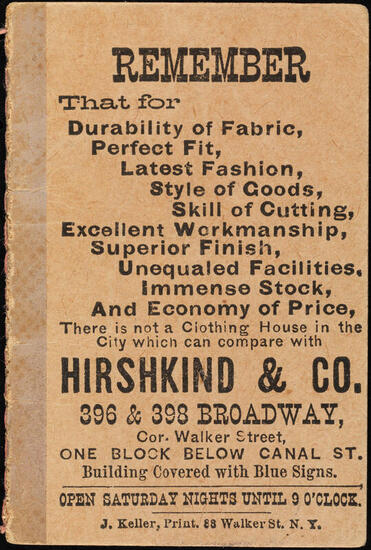 REMEMBER
That for
Durability of Fabric,
Perfect Fit,
Latest Fashion,
Style of Goods,
Skill of Cutting,
Excellent Workmanship,
Superior Finish,
Unequaled Facilities,
Immense Stock,
And Economy of Price,
There is not a Clothing House in the
City which can compare with
HIRSHKIND & CO.
396 & 398 BROADWAY,
Cor. Walker Street,
ONE BLOCK BELOW CANAL ST.
Building Covered with Blue Signs.
OPEN SATURDAY NIGHTS UNTIL 9 O'CLOCK.
J. Keller, Print. 88 Walker St. N. Y.